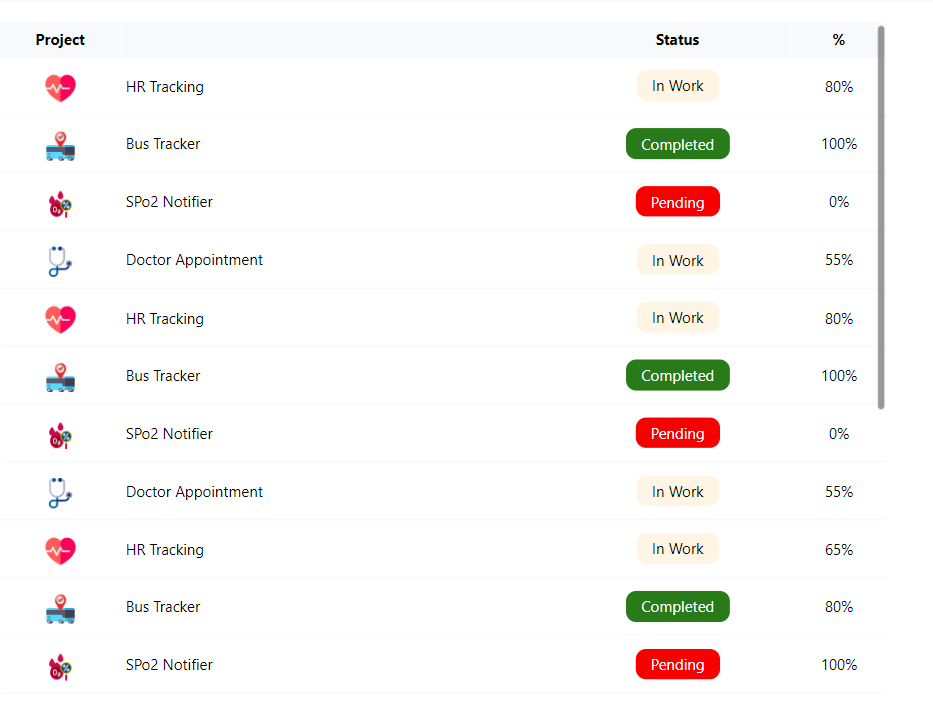 Project Status %
HR Tracking In Work 80%
Bus Tracker Completed 100%
SPo2 Notifier Pending 0%
Doctor Appointment In Work 55%
HR Tracking In Work 80%
Bus Tracker Completed 100%
SPo2 Notifier Pending 0%
Doctor Appointment In Work 55%
HR Tracking In Work 65%
Bus Tracker Completed 80%
SPo2 Notifier Pending 100%